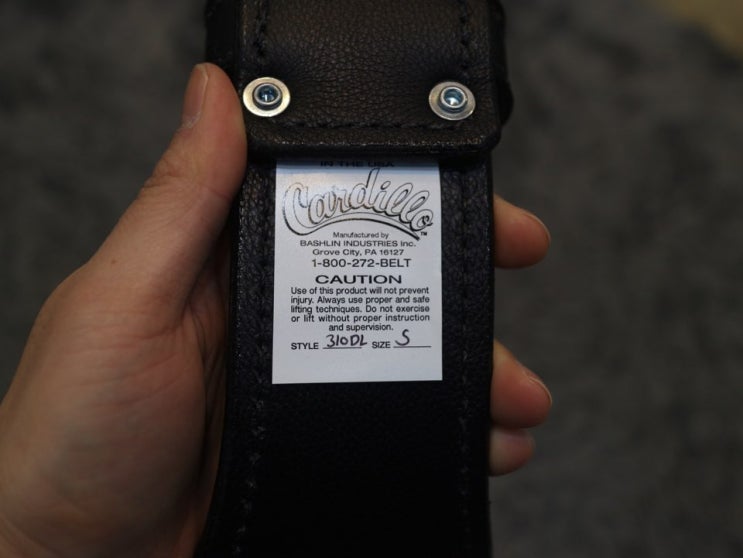 IN THE USA
Cardillo™
Manufactured by
BASHLIN INDUSTRIES Inc.
Grove City, PA 16127
1-800-272-BELT
CAUTION
Use of this product will not prevent
injury. Always use proper and safe
lifting techniques. Do not exercise
or lift without proper instruction
and supervision.
STYLE 310DL SIZE S